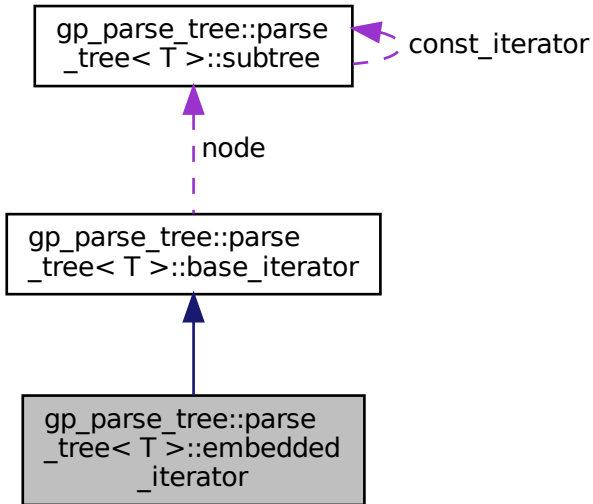 gp_parse_tree::parse
_tree< T >::subtree
const_iterator
node
gp_parse_tree::parse
_tree< T >::base_iterator
gp_parse_tree::parse
_tree< T >::embedded
_iterator